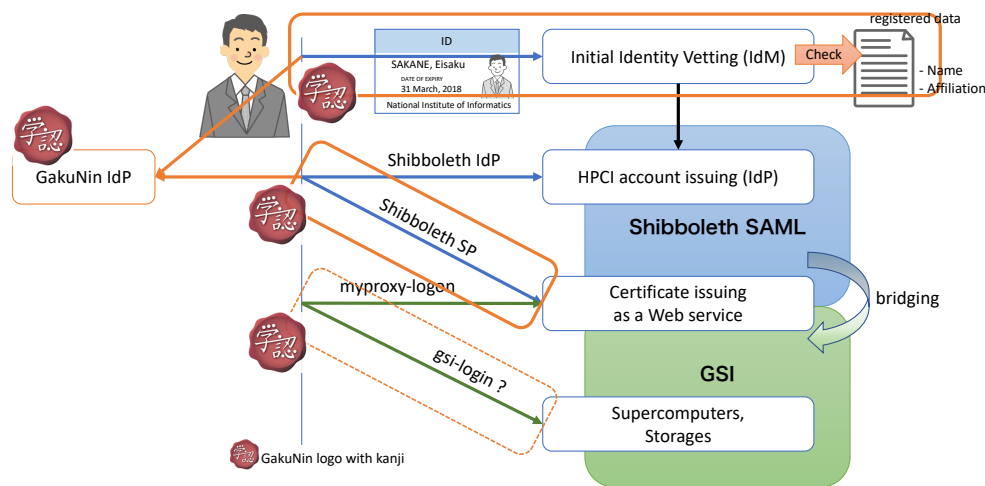 registered data
ID
SAKANE, Eisaku
DATE OF EXPIRY
31 March, 2018
National Institute of Informatics
Initial Identity Vetting (IdM)
Check
- Name
- Affiliation
学認
学認
GakuNin IdP
Shibboleth IdP
HPCI account issuing (IdP)
学認
Shibboleth SP
Shibboleth SAML
myproxy-logon
Certificate issuing
as a Web service
bridging
学認
gsi-login ?
GSI
Supercomputers,
Storages
学認
GakuNin logo with kanji